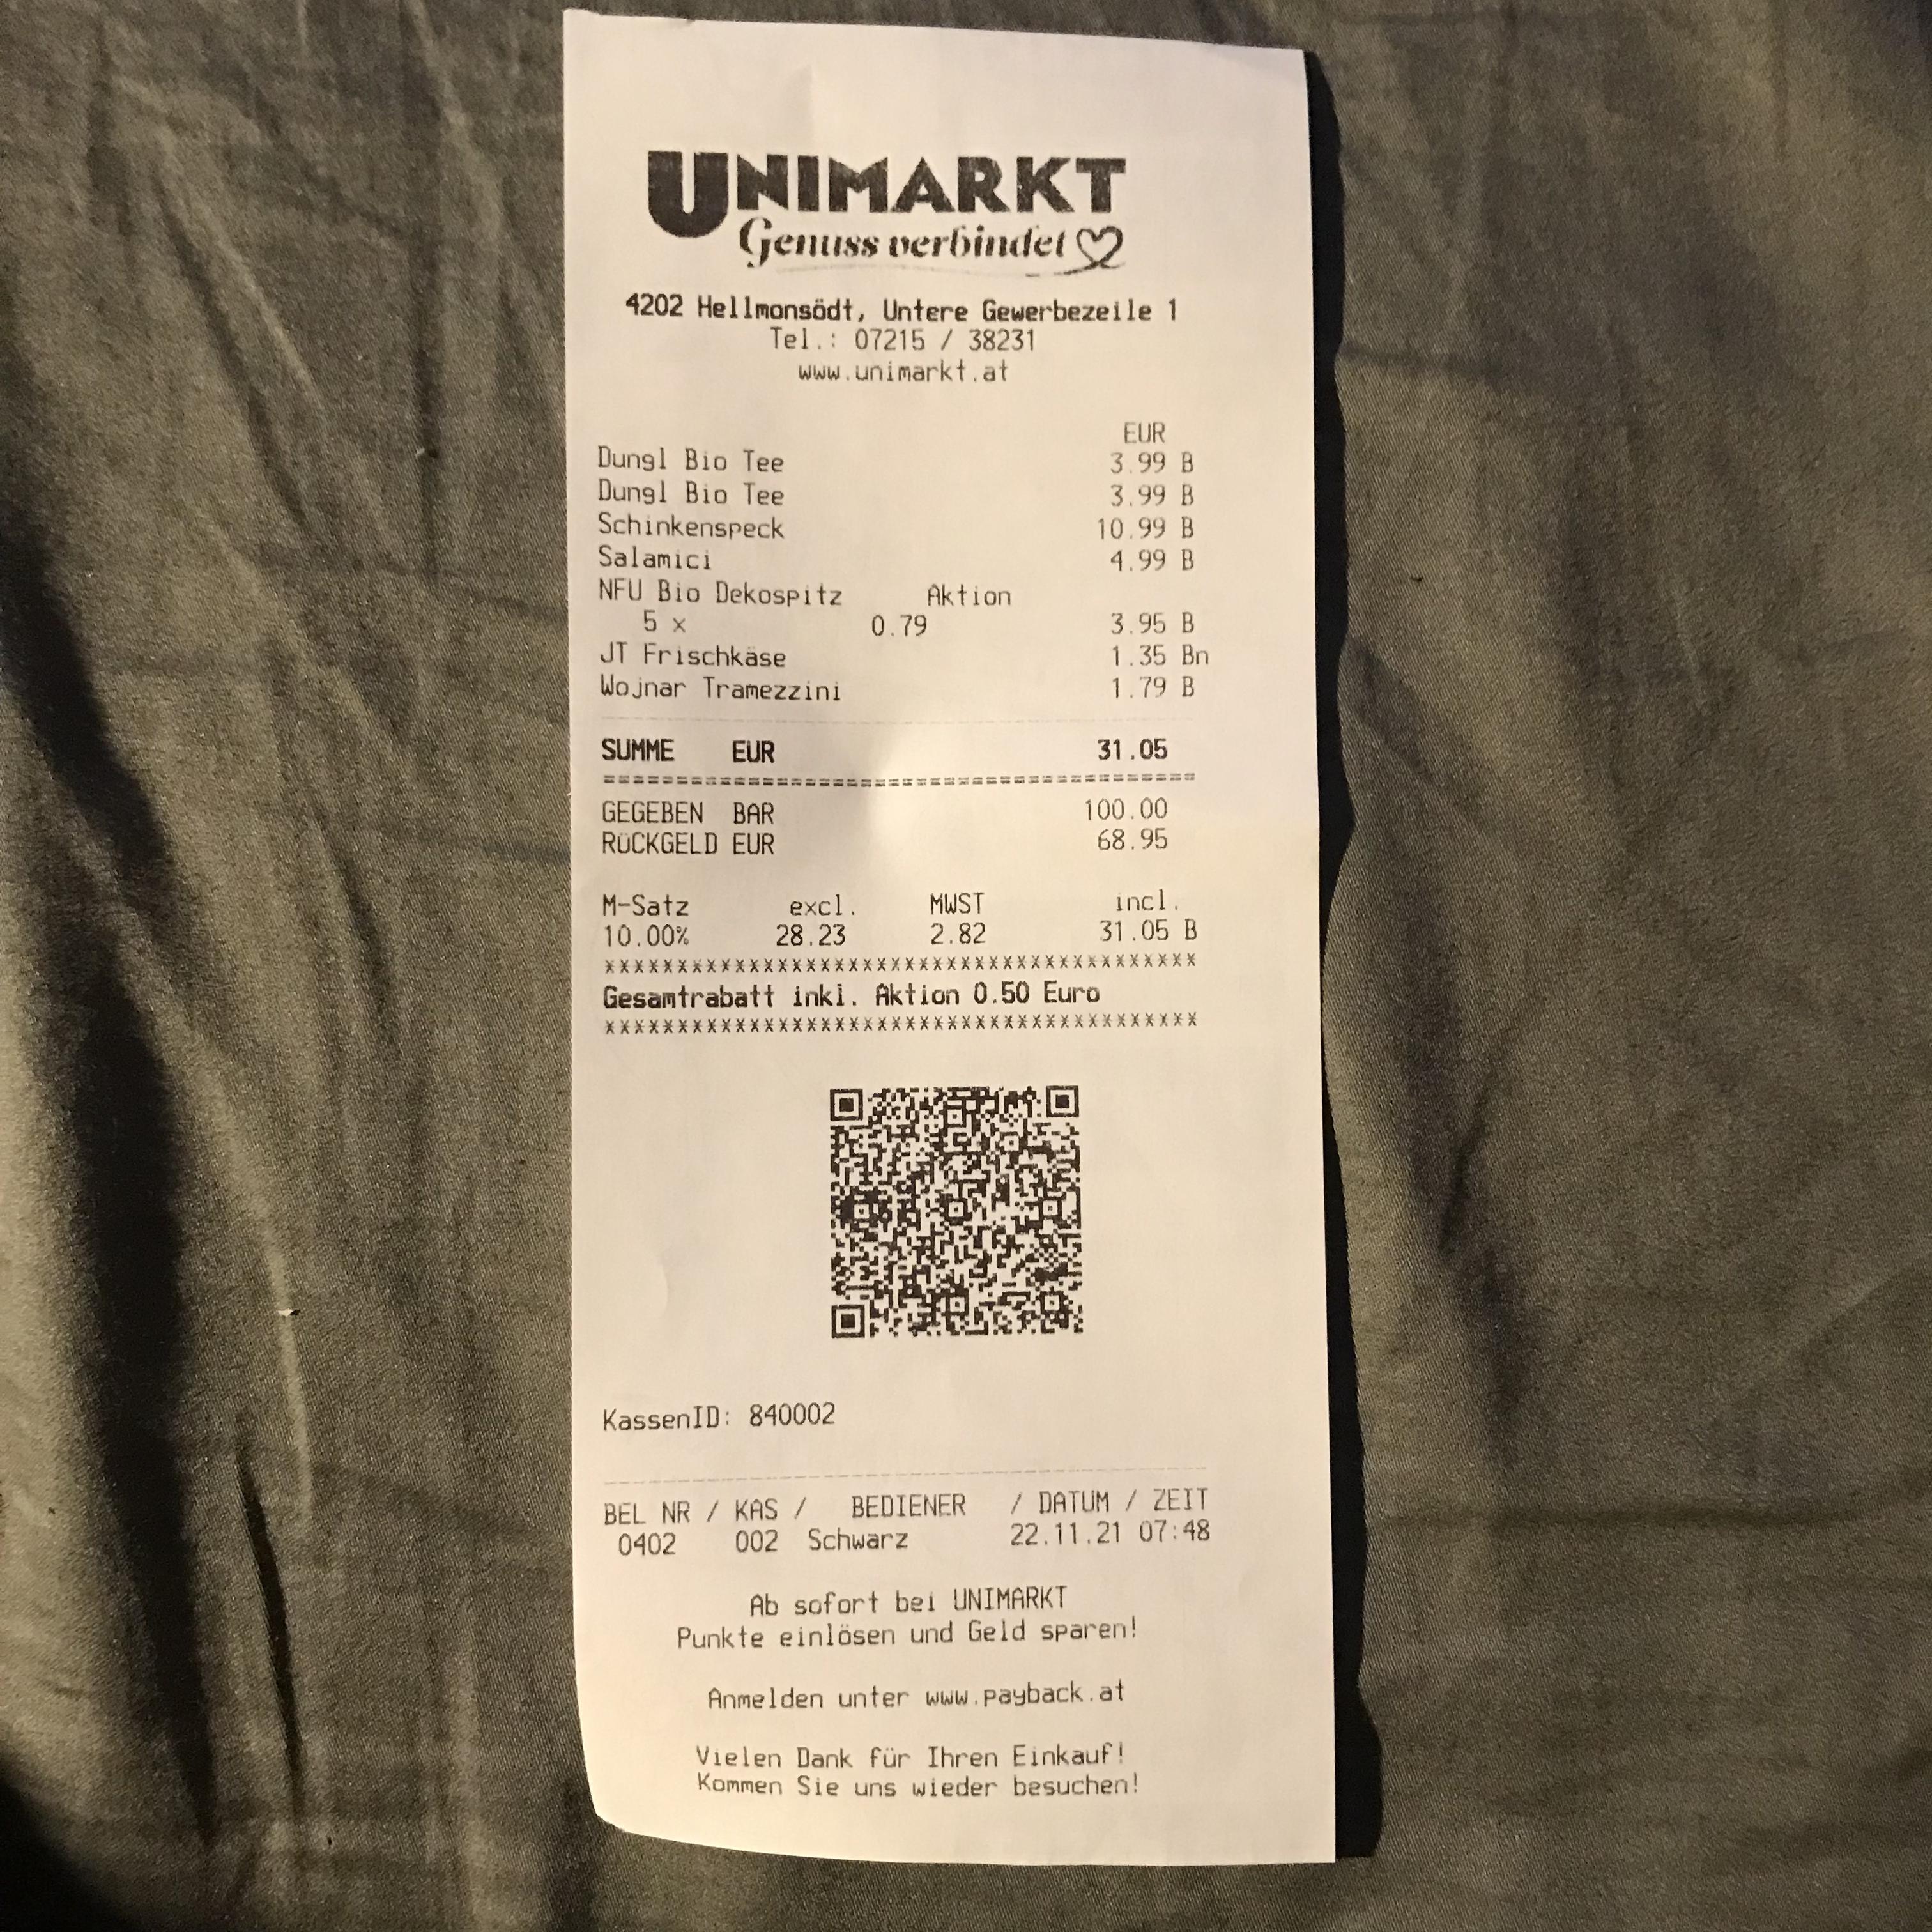 UNIMARKT
Genuss verbindet
4202 Hellmonsödt, Untere Gewerbezeile 1
Tel.: 07215 / 38231
www.unimarkt.at
EUR
Dungl Bio Tee 3.99 B
Dungl Bio Tee 3.99 B
Schinkenspeck 10.99 B
Salamici 4.99 B
NFU Bio Dekospitz Aktion
5 x 0.79 3.95 B
JT Frischkäse 1.35 Bn
Wojnar Tramezzini 1.79 B
SUMME EUR 31.05
=========================================
GEGEBEN BAR 100.00
RÜCKGELD EUR 68.95
M-Satz excl. MWST incl.
10.00% 28.23 2.82 31.05 B
******************************************
Gesamtrabatt inkl. Aktion 0.50 Euro
******************************************
KassenID: 840002
BEL NR / KAS / BEDIENER / DATUM / ZEIT
0402 002 Schwarz 22.11.21 07:48
Ab sofort bei UNIMARKT
Punkte einlösen und Geld sparen!
Anmelden unter www.payback.at
Vielen Dank für Ihren Einkauf!
Kommen Sie uns wieder besuchen!